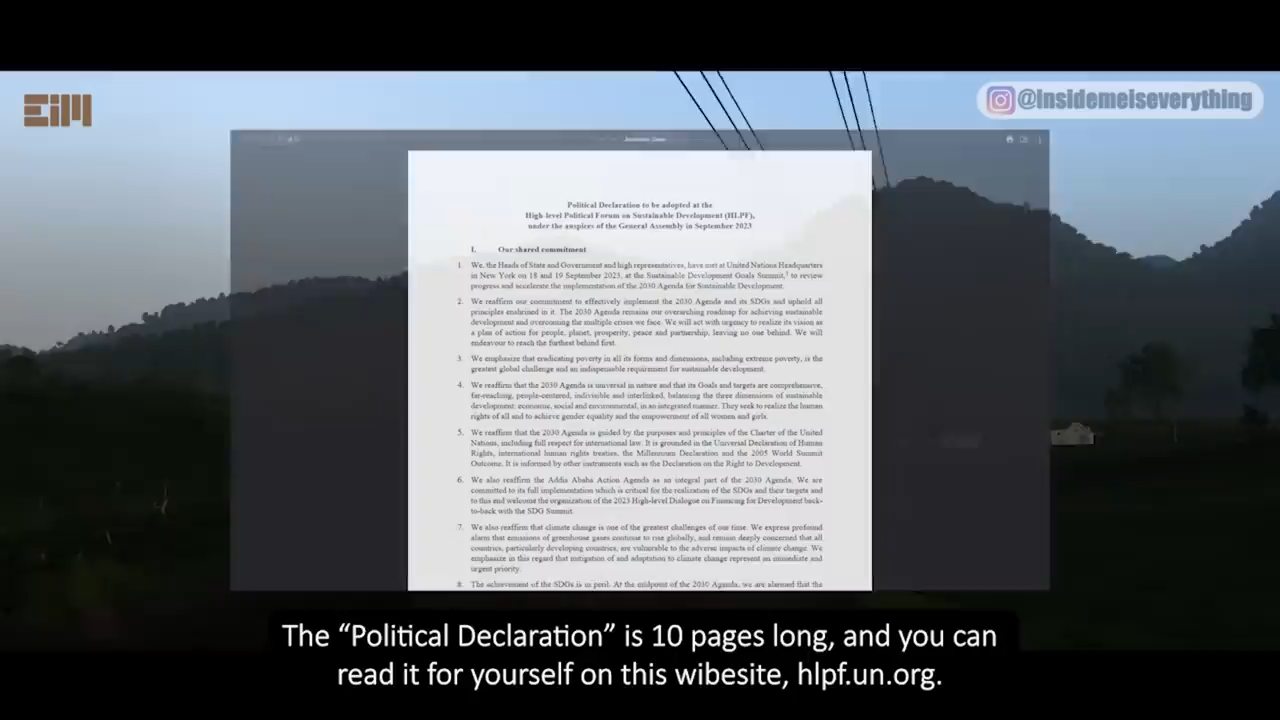 EiM
@Insidemeiseverything
Political Declaration to be adopted at the
High-level Political Forum on Sustainable Development (HLPF),
under the auspices of the General Assembly in September 2023
I. Our shared commitment
1. We, the Heads of State and Government and high representatives, have met at United Nations Headquarters
in New York on 18 and 19 September 2023, at the Sustainable Development Goals Summit,1 to review
progress and accelerate the implementation of the 2030 Agenda for Sustainable Development.
2. We reaffirm our commitment to effectively implement the 2030 Agenda and its SDGs and uphold all
principles enshrined in it. The 2030 Agenda remains our overarching roadmap for achieving sustainable
development and overcoming the multiple crises we face. We will act with urgency to realize its vision as
a plan of action for people, planet, prosperity, peace and partnership, leaving no one behind. We will
endeavour to reach the furthest behind first.
3. We emphasize that eradicating poverty in all its forms and dimensions, including extreme poverty, is the
greatest global challenge and an indispensable requirement for sustainable development.
4. We reaffirm that the 2030 Agenda is universal in nature and that its Goals and targets are comprehensive,
far-reaching, people-centered, indivisible and interlinked, balancing the three dimensions of sustainable
development: economic, social and environmental, in an integrated manner. They seek to realize the human
rights of all and to achieve gender equality and the empowerment of all women and girls.
5. We reaffirm that the 2030 Agenda is guided by the purposes and principles of the Charter of the United
Nations, including full respect for international law. It is grounded in the Universal Declaration of Human
Rights, international human rights treaties, the Millennium Declaration and the 2005 World Summit
Outcome. It is informed by other instruments such as the Declaration on the Right to Development.
6. We also reaffirm the Addis Ababa Action Agenda as an integral part of the 2030 Agenda. We are
committed to its full implementation which is critical for the realization of the SDGs and their targets and
to this end welcome the organization of the 2023 High-level Dialogue on Financing for Development back-
to-back with the SDG Summit.
7. We also reaffirm that climate change is one of the greatest challenges of our time. We express profound
alarm that emissions of greenhouse gases continue to rise globally, and remain deeply concerned that all
countries, particularly developing countries, are vulnerable to the adverse impacts of climate change. We
emphasize in this regard that mitigation of and adaptation to climate change represent an immediate and
urgent priority.
8. The achievement of the SDGs is in peril. At the midpoint of the 2030 Agenda, we are alarmed that the
The “Political Declaration” is 10 pages long, and you can
read it for yourself on this wibesite, hlpf.un.org.